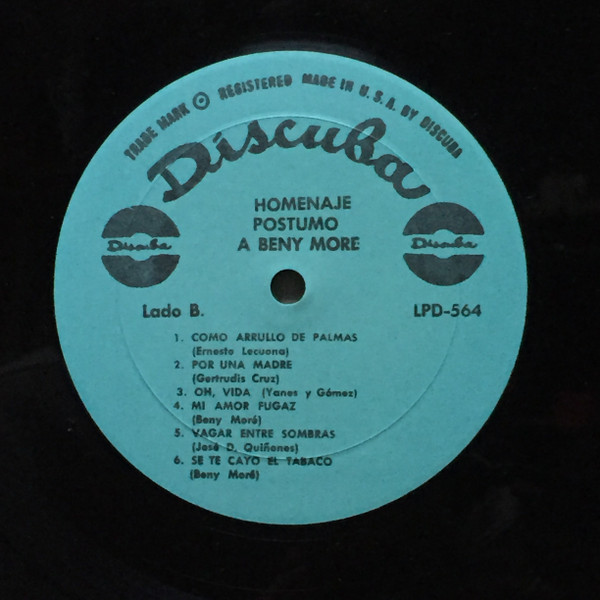 TRADE MARK ® REGISTERED MADE IN U.S.A. BY DISCUBA
Discuba
HOMENAJE
POSTUMO
A BENY MORE
Discuba
Discuba
Lado B.
LPD-564
1. COMO ARRULLO DE PALMAS
(Ernesto Lecuona)
2. POR UNA MADRE
(Gertrudis Cruz)
3. OH, VIDA (Yanes y Gómez)
4. MI AMOR FUGAZ
(Beny Moré)
5. VAGAR ENTRE SOMBRAS
(José D. Quiñones)
6. SE TE CAYO EL TABACO
(Beny Moré)